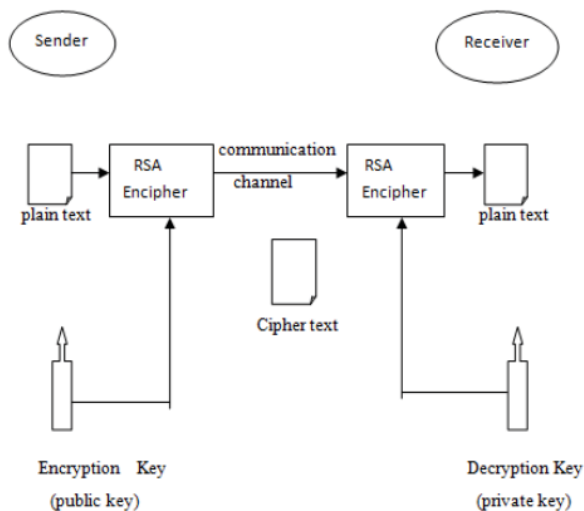 Sender
Receiver
RSA
Encipher
communication
channel
RSA
Encipher
plain text
plain text
Cipher text
Encryption Key
(public key)
Decryption Key
(private key)